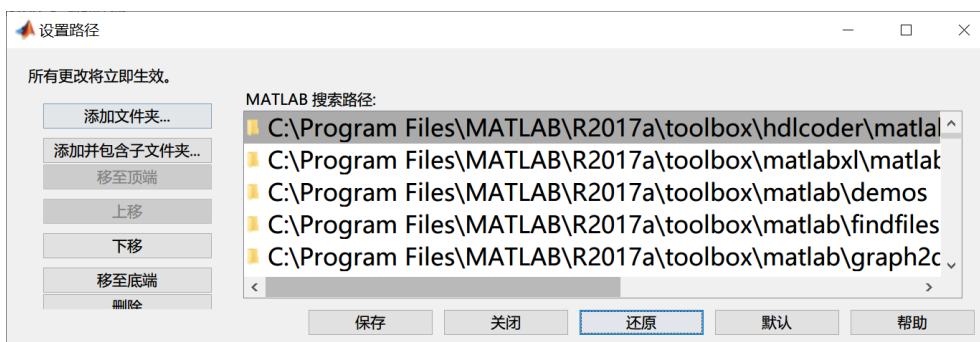 设置路径
所有更改将立即生效。
添加文件夹...
添加并包含子文件夹...
移至顶端
上移
下移
移至底端
删除
MATLAB 搜索路径:
C:\Program Files\MATLAB\R2017a\toolbox\hdlcoder\matlal
C:\Program Files\MATLAB\R2017a\toolbox\matlabxl\matlab
C:\Program Files\MATLAB\R2017a\toolbox\matlab\demos
C:\Program Files\MATLAB\R2017a\toolbox\matlab\findfiles
C:\Program Files\MATLAB\R2017a\toolbox\matlab\graph2d
保存 关闭 还原 默认 帮助